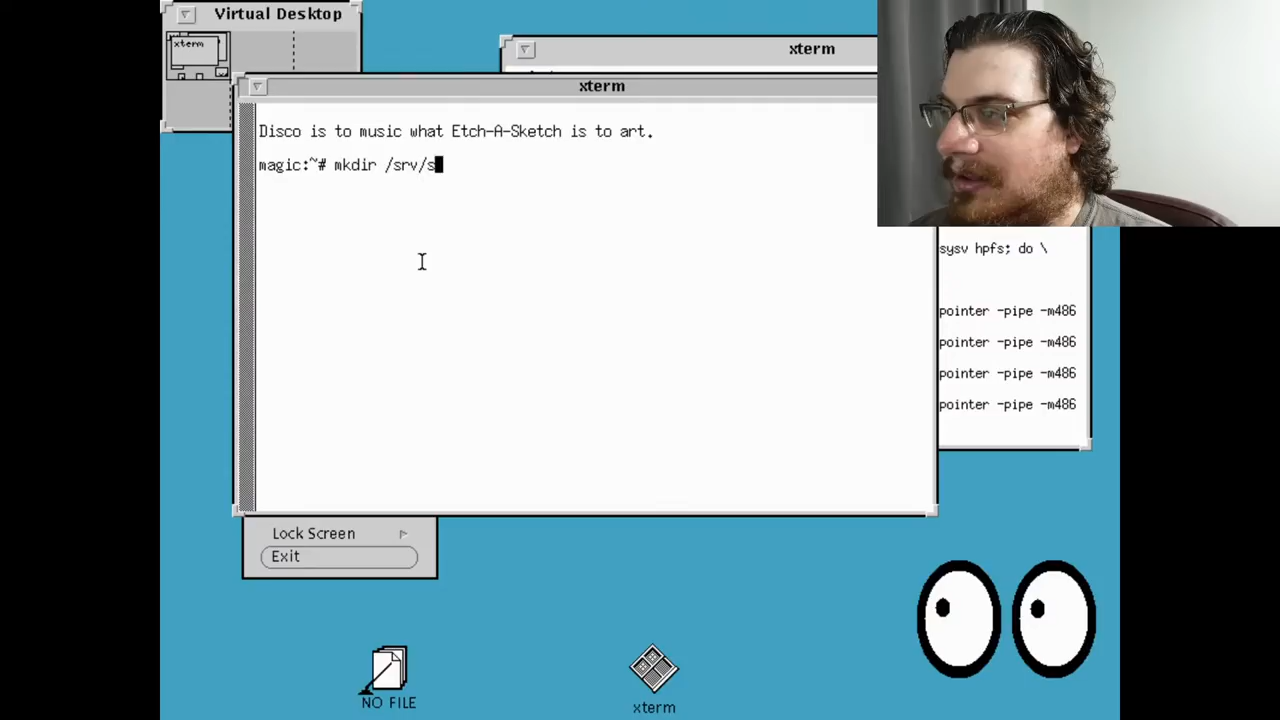 Virtual Desktop
xterm
xterm
xterm
Disco is to music what Etch-A-Sketch is to art.
magic:~# mkdir /srv/s
sysv hpfs; do \
pointer -pipe -m486
pointer -pipe -m486
pointer -pipe -m486
pointer -pipe -m486
Lock Screen
Exit
NO FILE
xterm